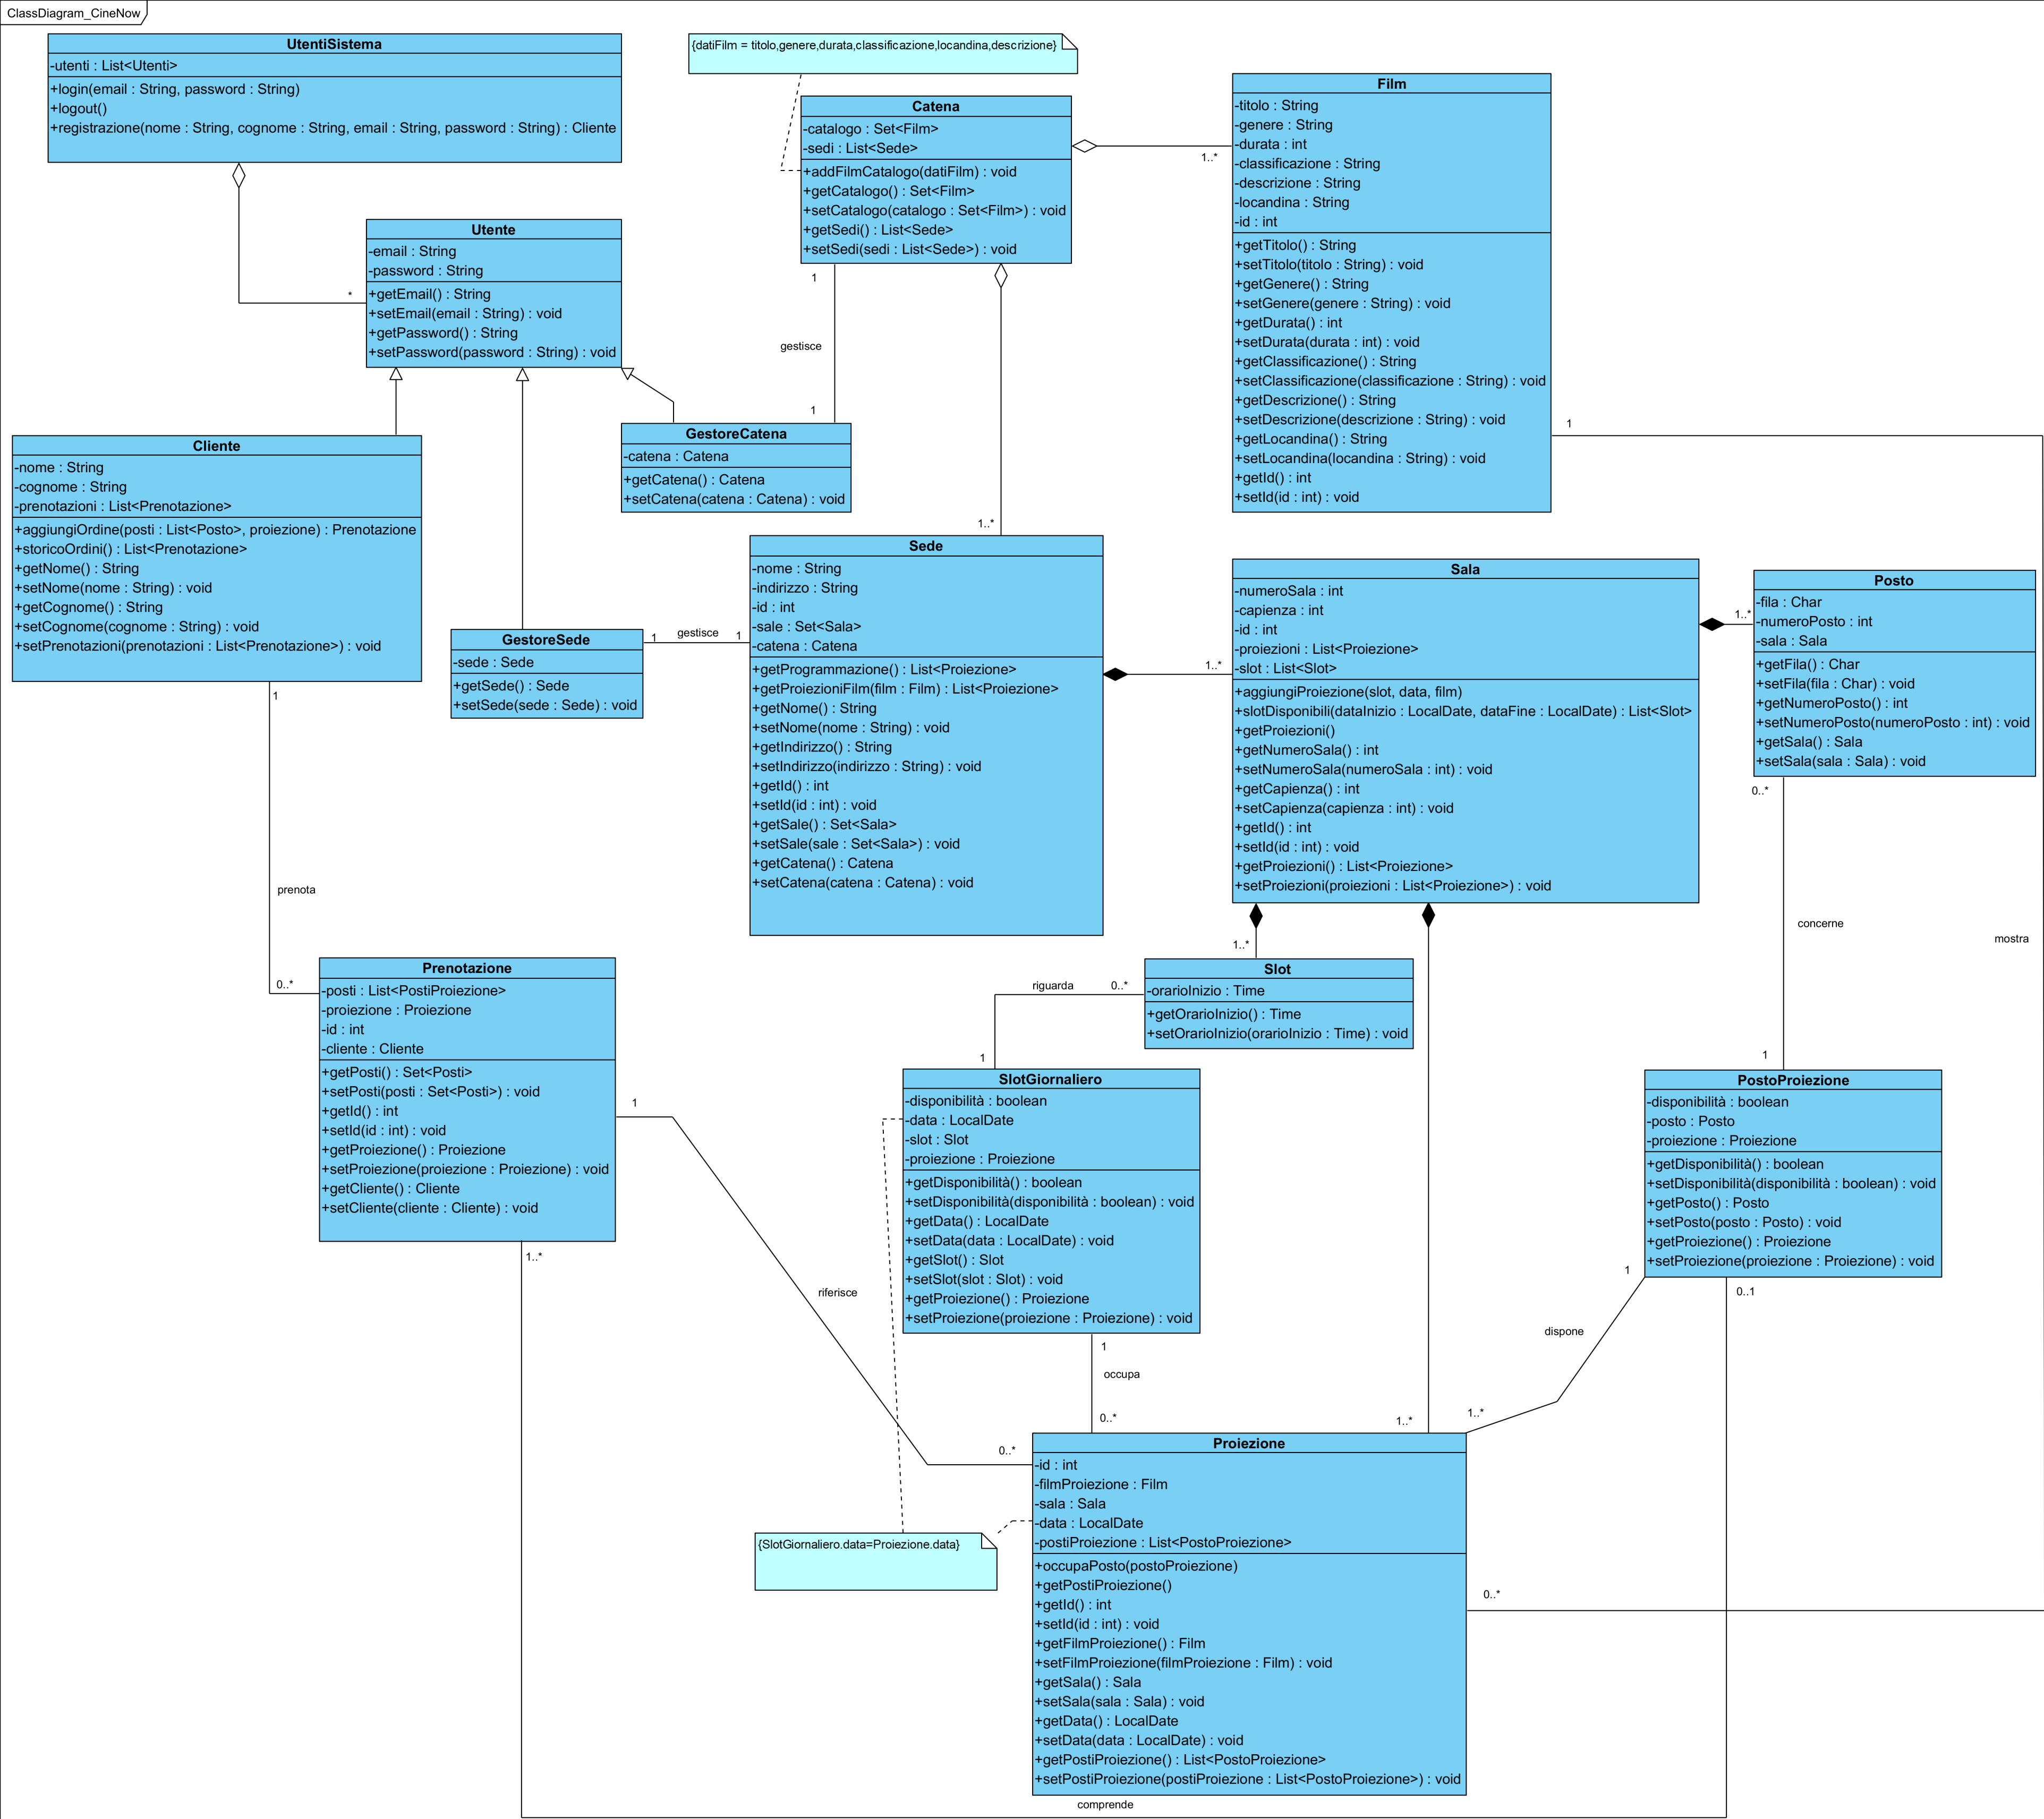 ClassDiagram_CineNow
UtentiSistema
-utenti : List<Utenti>
+login(email : String, password : String)
+logout()
+registrazione(nome : String, cognome : String, email : String, password : String) : Cliente
{datiFilm = titolo,genere,durata,classificazione,locandina,descrizione}
Catena
-catalogo : Set<Film>
-sedi : List<Sede>
+addFilmCatalogo(datiFilm) : void
+getCatalogo() : Set<Film>
+setCatalogo(catalogo : Set<Film>) : void
+getSedi() : List<Sede>
+setSedi(sedi : List<Sede>) : void
1..*
Film
-titolo : String
-genere : String
-durata : int
-classificazione : String
-descrizione : String
-locandina : String
-id : int
+getTitolo() : String
+setTitolo(titolo : String) : void
+getGenere() : String
+setGenere(genere : String) : void
+getDurata() : int
+setDurata(durata : int) : void
+getClassificazione() : String
+setClassificazione(classificazione : String) : void
+getDescrizione() : String
+setDescrizione(descrizione : String) : void
+getLocandina() : String
+setLocandina(locandina : String) : void
+getId() : int
+setId(id : int) : void
1
Utente
-email : String
-password : String
+getEmail() : String
+setEmail(email : String) : void
+getPassword() : String
+setPassword(password : String) : void
*
1
gestisce
1
GestoreCatena
-catena : Catena
+getCatena() : Catena
+setCatena(catena : Catena) : void
Cliente
-nome : String
-cognome : String
-prenotazioni : List<Prenotazione>
+aggiungiOrdine(posti : List<Posto>, proiezione) : Prenotazione
+storicoOrdini() : List<Prenotazione>
+getNome() : String
+setNome(nome : String) : void
+getCognome() : String
+setCognome(cognome : String) : void
+setPrenotazioni(prenotazioni : List<Prenotazione>) : void
1
prenota
0..*
GestoreSede
-sede : Sede
+getSede() : Sede
+setSede(sede : Sede) : void
1
gestisce
1
1..*
Sede
-nome : String
-indirizzo : String
-id : int
-sale : Set<Sala>
-catena : Catena
+getProgrammazione() : List<Proiezione>
+getProiezioniFilm(film : Film) : List<Proiezione>
+getNome() : String
+setNome(nome : String) : void
+getIndirizzo() : String
+setIndirizzo(indirizzo : String) : void
+getId() : int
+setId(id : int) : void
+getSale() : Set<Sala>
+setSale(sale : Set<Sala>) : void
+getCatena() : Catena
+setCatena(catena : Catena) : void
1..*
Sala
-numeroSala : int
-capienza : int
-id : int
-proiezioni : List<Proiezione>
-slot : List<Slot>
+aggiungiProiezione(slot, data, film)
+slotDisponibili(dataInizio : LocalDate, dataFine : LocalDate) : List<Slot>
+getProiezioni()
+getNumeroSala() : int
+setNumeroSala(numeroSala : int) : void
+getCapienza() : int
+setCapienza(capienza : int) : void
+getId() : int
+setId(id : int) : void
+getProiezioni() : List<Proiezione>
+setProiezioni(proiezioni : List<Proiezione>) : void
1..*
Posto
-fila : Char
-numeroPosto : int
-sala : Sala
+getFila() : Char
+setFila(fila : Char) : void
+getNumeroPosto() : int
+setNumeroPosto(numeroPosto : int) : void
+getSala() : Sala
+setSala(sala : Sala) : void
0..*
concerne
1
mostra
1..*
Slot
-orarioInizio : Time
+getOrarioInizio() : Time
+setOrarioInizio(orarioInizio : Time) : void
riguarda
0..*
1
Prenotazione
-posti : List<PostiProiezione>
-proiezione : Proiezione
-id : int
-cliente : Cliente
+getPosti() : Set<Posti>
+setPosti(posti : Set<Posti>) : void
+getId() : int
+setId(id : int) : void
+getProiezione() : Proiezione
+setProiezione(proiezione : Proiezione) : void
+getCliente() : Cliente
+setCliente(cliente : Cliente) : void
1
1..*
riferisce
0..*
SlotGiornaliero
-disponibilità : boolean
-data : LocalDate
-slot : Slot
-proiezione : Proiezione
+getDisponibilità() : boolean
+setDisponibilità(disponibilità : boolean) : void
+getData() : LocalDate
+setData(data : LocalDate) : void
+getSlot() : Slot
+setSlot(slot : Slot) : void
+getProiezione() : Proiezione
+setProiezione(proiezione : Proiezione) : void
1
occupa
0..*
PostoProiezione
-disponibilità : boolean
-posto : Posto
-proiezione : Proiezione
+getDisponibilità() : boolean
+setDisponibilità(disponibilità : boolean) : void
+getPosto() : Posto
+setPosto(posto : Posto) : void
+getProiezione() : Proiezione
+setProiezione(proiezione : Proiezione) : void
1
0..1
dispone
1..*
1..*
{SlotGiornaliero.data=Proiezione.data}
Proiezione
-id : int
-filmProiezione : Film
-sala : Sala
-data : LocalDate
-postiProiezione : List<PostoProiezione>
+occupaPosto(postoProiezione)
+getPostiProiezione()
+getId() : int
+setId(id : int) : void
+getFilmProiezione() : Film
+setFilmProiezione(filmProiezione : Film) : void
+getSala() : Sala
+setSala(sala : Sala) : void
+getData() : LocalDate
+setData(data : LocalDate) : void
+getPostiProiezione() : List<PostoProiezione>
+setPostiProiezione(postiProiezione : List<PostoProiezione>) : void
0..*
comprende